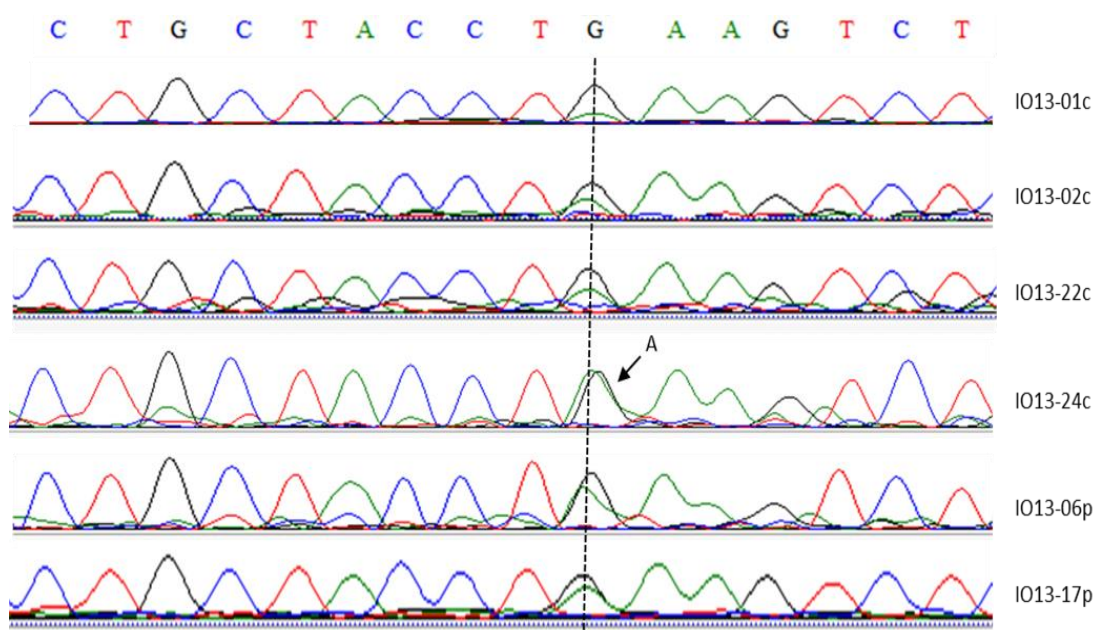 C T G C T A C C T G A A G T C T
IO13-01c
IO13-02c
IO13-22c
A
IO13-24c
IO13-06p
IO13-17p